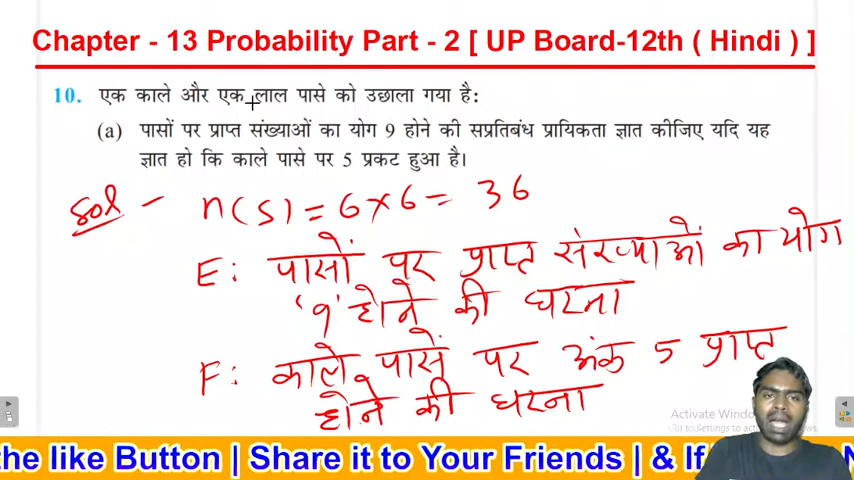 Chapter - 13 Probability Part - 2 [ UP Board-12th ( Hindi ) ]
10. एक काले और एक लाल पासे को उछाला गया है:
(a) पासों पर प्राप्त संख्याओं का योग 9 होने की सप्रतिबंध प्रायिकता ज्ञात कीजिए यदि यह
ज्ञात हो कि काले पासे पर 5 प्रकट हुआ है।
Sol - n(S) = 6×6 = 36
E: पासों पर प्राप्त संख्याओं का योग
'9' होने की घटना
F: काले पासे पर अंक 5 प्राप्त
होने की घटना
Activate Windo
to activ
the like Button | Share it to Your Friends | & If